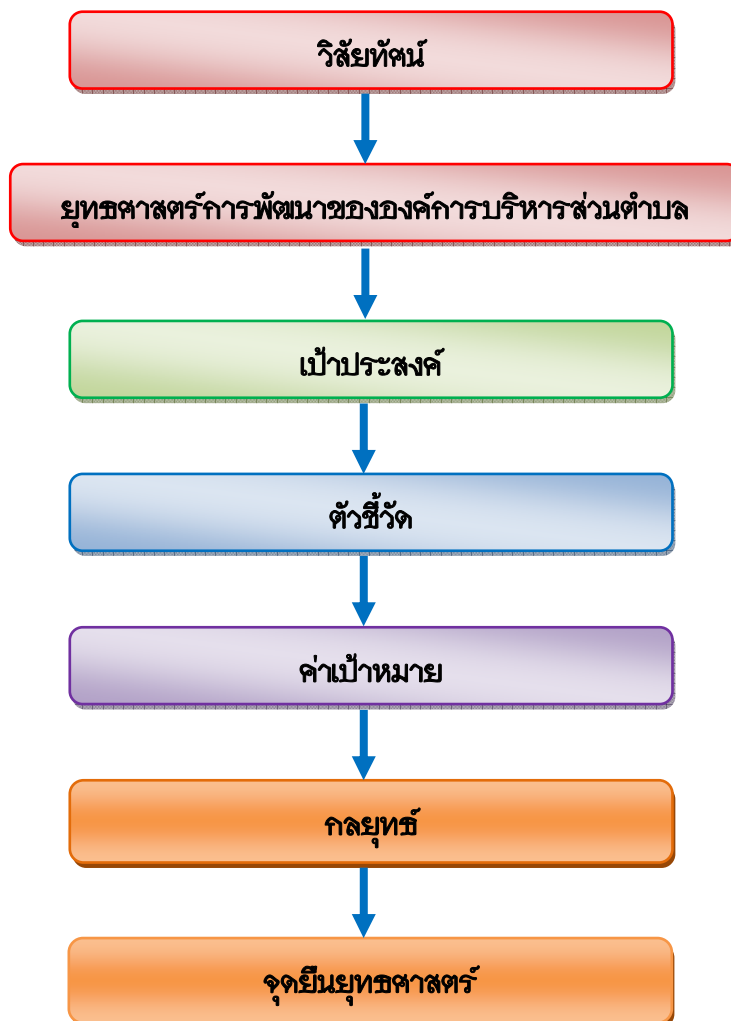 วิสัยทัศน์
ยุทธศาสตร์การพัฒนาขององค์การบริหารส่วนตำบล
เป้าประสงค์
ตัวชี้วัด
ค่าเป้าหมาย
กลยุทธ์
จุดยืนยุทธศาสตร์